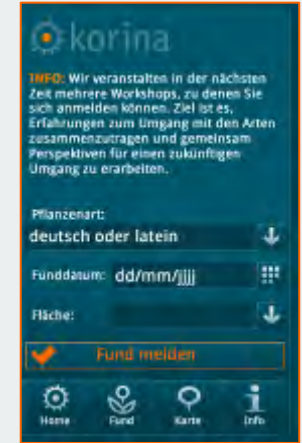 korina
INFO: Wir veranstalten in der nächsten
Zeit mehrere Workshops, zu denen Sie
sich anmelden können. Ziel ist es,
Erfahrungen zum Umgang mit den Arten
zusammenzutragen und gemeinsam
Perspektiven für einen zukünftigen
Umgang zu erarbeiten.
Pflanzenart:
deutsch oder latein
Funddatum: dd/mm/jjjj
Fläche:
Fund melden
Home Fund Karte Info